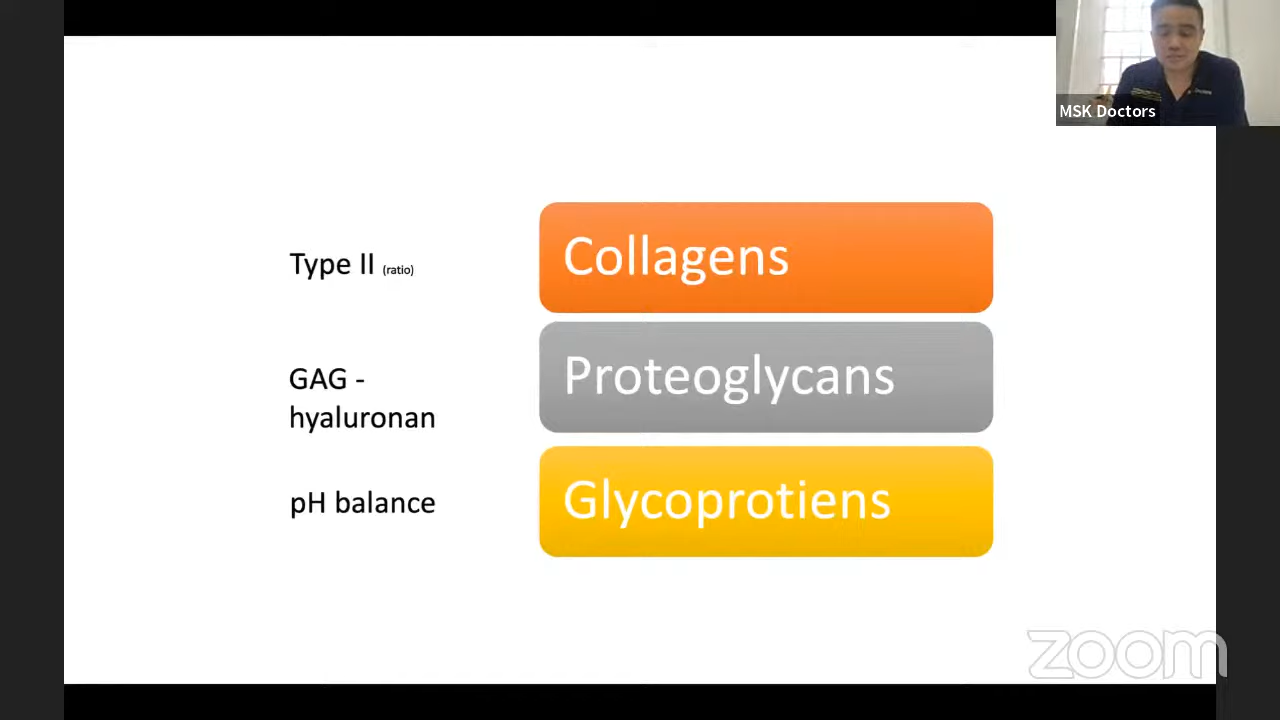 MSK Doctors
Type II (ratio)
Collagens
GAG -
hyaluronan
Proteoglycans
pH balance
Glycoprotiens
zoom